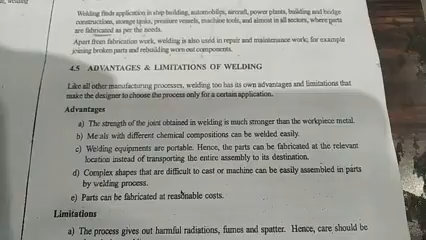 Welding finds application in ship building, automobiles, aircraft, power plants, building and bridge
constructions, storage tanks, pressure vessels, machine tools, and almost in all sectors, where parts
are fabricated as per the needs.
Apart from fabrication work, welding is also used in repair and maintenance work; for example
joining broken parts and rebuilding worn out components.
4.5 ADVANTAGES & LIMITATIONS OF WELDING
Like all other manufacturing processes, welding too has its own advantages and limitations that
make the designer to choose the process only for a certain application.
Advantages
a) The strength of the joint obtained in welding is much stronger than the workpiece metal.
b) Metals with different chemical compositions can be welded easily.
c) Welding equipments are portable. Hence, the parts can be fabricated at the relevant
location instead of transporting the entire assembly to its destination.
d) Complex shapes that are difficult to cast or machine can be easily assembled in parts
by welding process.
e) Parts can be fabricated at reasonable costs.
Limitations
a) The process gives out harmful radiations, fumes and spatter. Hence, care should be